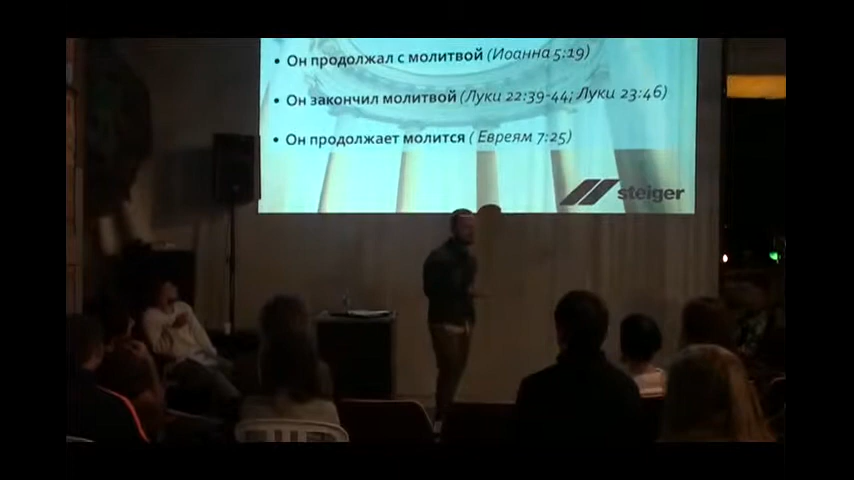 • Он продолжал с молитвой (Иоанна 5:19)
• Он закончил молитвой (Луки 22:39-44; Луки 23:46)
• Он продолжает молится (Евреям 7:25)
steiger